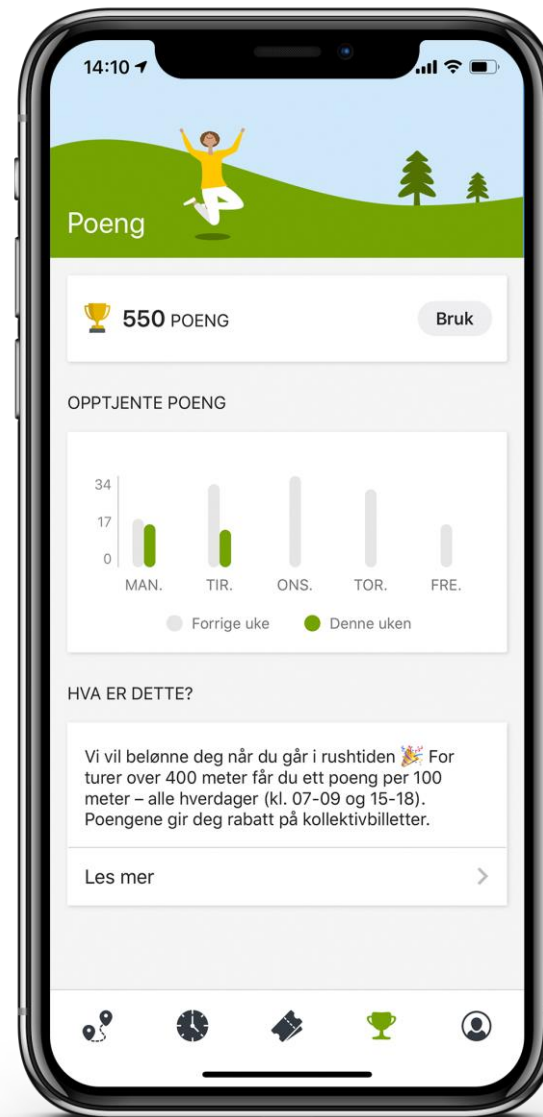 14:10
Poeng
550 POENG
Bruk
OPPTJENTE POENG
34
17
0
MAN. TIR. ONS. TOR. FRE.
Forrige uke Denne uken
HVA ER DETTE?
Vi vil belønne deg når du går i rushtiden 🎉 For
turer over 400 meter får du ett poeng per 100
meter – alle hverdager (kl. 07-09 og 15-18).
Poengene gir deg rabatt på kollektivbilletter.
Les mer